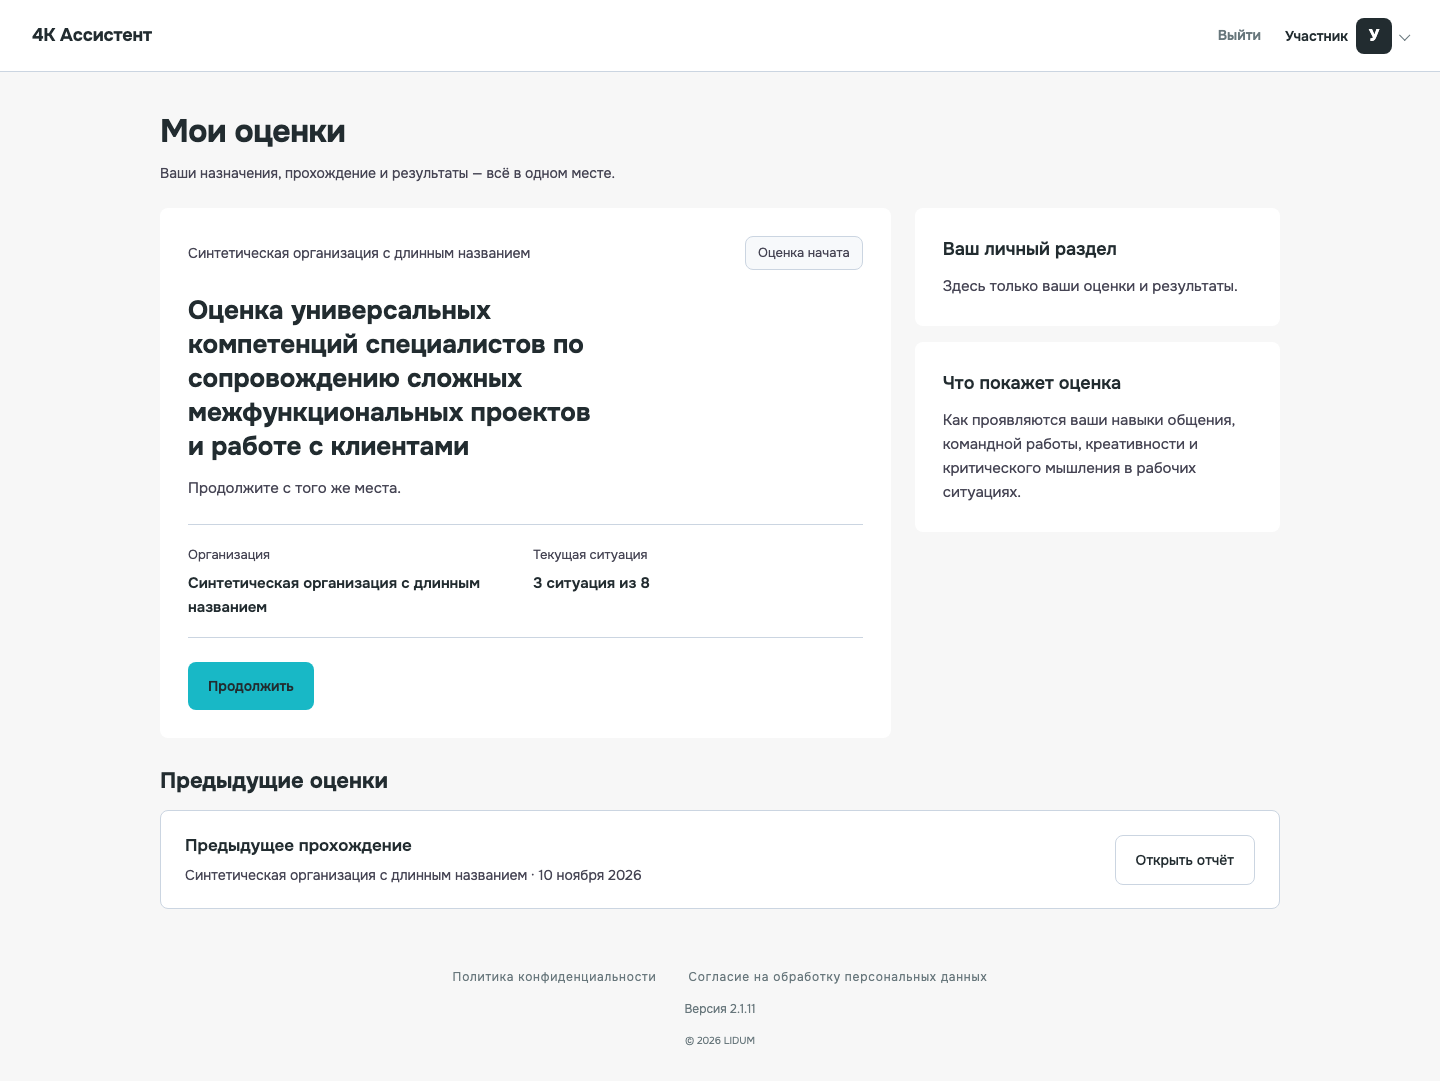 4K Ассистент
Выйти
Участник
У
Мои оценки
Ваши назначения, прохождение и результаты — всё в одном месте.
Синтетическая организация с длинным названием
Оценка начата
Оценка универсальных
компетенций специалистов по
сопровождению сложных
межфункциональных проектов
и работе с клиентами
Продолжите с того же места.
Организация
Синтетическая организация с длинным
названием
Текущая ситуация
3 ситуация из 8
Продолжить
Ваш личный раздел
Здесь только ваши оценки и результаты.
Что покажет оценка
Как проявляются ваши навыки общения,
командной работы, креативности и
критического мышления в рабочих
ситуациях.
Предыдущие оценки
Предыдущее прохождение
Синтетическая организация с длинным названием · 10 ноября 2026
Открыть отчёт
Политика конфиденциальности
Согласие на обработку персональных данных
Версия 2.1.11
© 2026 LIDUM